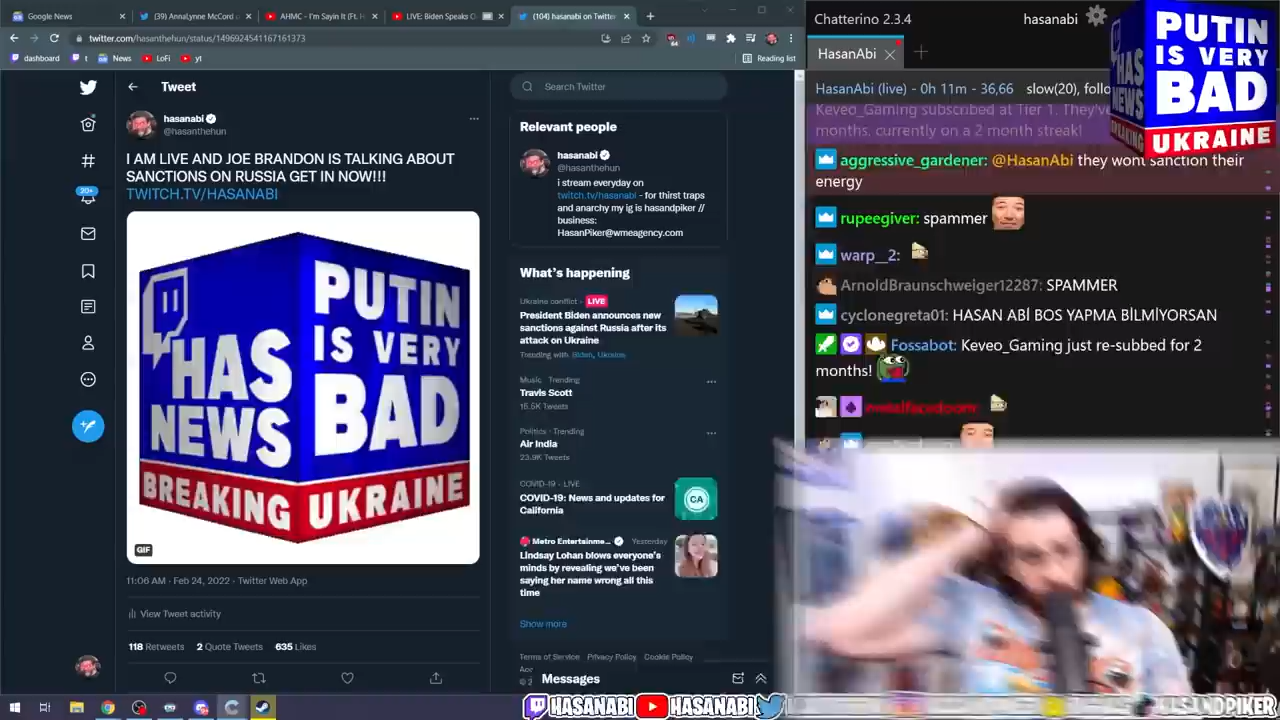 Google News
(39) AnnaLynne McCord
AHMC - I'm Sayin It (Ft.
LIVE: Biden Speaks
(104) hasanabi on Twitter
twitter.com/hasanthehun/status/1496924541167161373
dashboard
t
News
LoFi
yt
Reading list
Tweet
hasanabi
@hasanthehun
I AM LIVE AND JOE BRANDON IS TALKING ABOUT
SANCTIONS ON RUSSIA GET IN NOW!!!
TWITCH.TV/HASANABI
HAS
NEWS
BREAKING
PUTIN
IS VERY
BAD
UKRAINE
GIF
11:06 AM · Feb 24, 2022 · Twitter Web App
View Tweet activity
118 Retweets 2 Quote Tweets 635 Likes
20+
Search Twitter
Relevant people
hasanabi
@hasanthehun
i stream everyday on
twitch.tv/hasanabi - for thirst traps
and anarchy my ig is hasandpiker //
business:
HasanPiker@wmeagency.com
What's happening
Ukraine conflict · LIVE
President Biden announces new
sanctions against Russia after its
attack on Ukraine
Trending with Biden, Ukraine
Music · Trending
Travis Scott
15.5K Tweets
Politics · Trending
Air India
23.9K Tweets
COVID-19 · LIVE
COVID-19: News and updates for
California
CA
Metro Entertainme... · Yesterday
Lindsay Lohan blows everyone's
minds by revealing we've been
saying her name wrong all this
time
Show more
Terms of Service Privacy Policy Cookie Policy
Messages
Chatterino 2.3.4
hasanabi
HasanAbi
HasanAbi (live) - 0h 11m - 36,66 slow(20), follo
Keveo_Gaming subscribed at Tier 1. They've
months, currently on a 2 month streak!
aggressive_gardener: @HasanAbi they wont sanction their
energy
rupeegiver: spammer
warp__2:
ArnoldBraunschweiger12287: SPAMMER
cyclonegreta01: HASAN ABİ BOS YAPMA BİLMİYORSAN
Fossabot: Keveo_Gaming just re-subbed for 2
months!
HAS
NEWS
BREAKING
PUTIN
IS VERY
BAD
UKRAINE
HASANABI
HASANABI